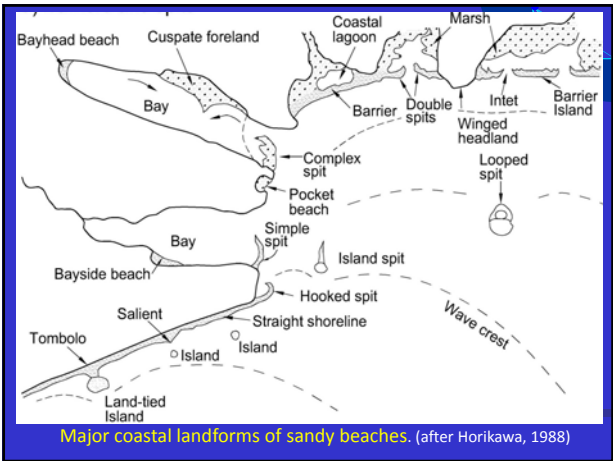 Bayhead beach
Cuspate foreland
Coastal
lagoon
Marsh
Bay
Barrier
Double
spits
Intet
Winged
headland
Barrier
Island
Complex
spit
Looped
spit
Pocket
beach
Bay
Simple
spit
Bayside beach
Island spit
Hooked spit
Salient
Straight shoreline
Wave crest
Tombolo
Island
Island
Land-tied
Island
Major coastal landforms of sandy beaches. (after Horikawa, 1988)